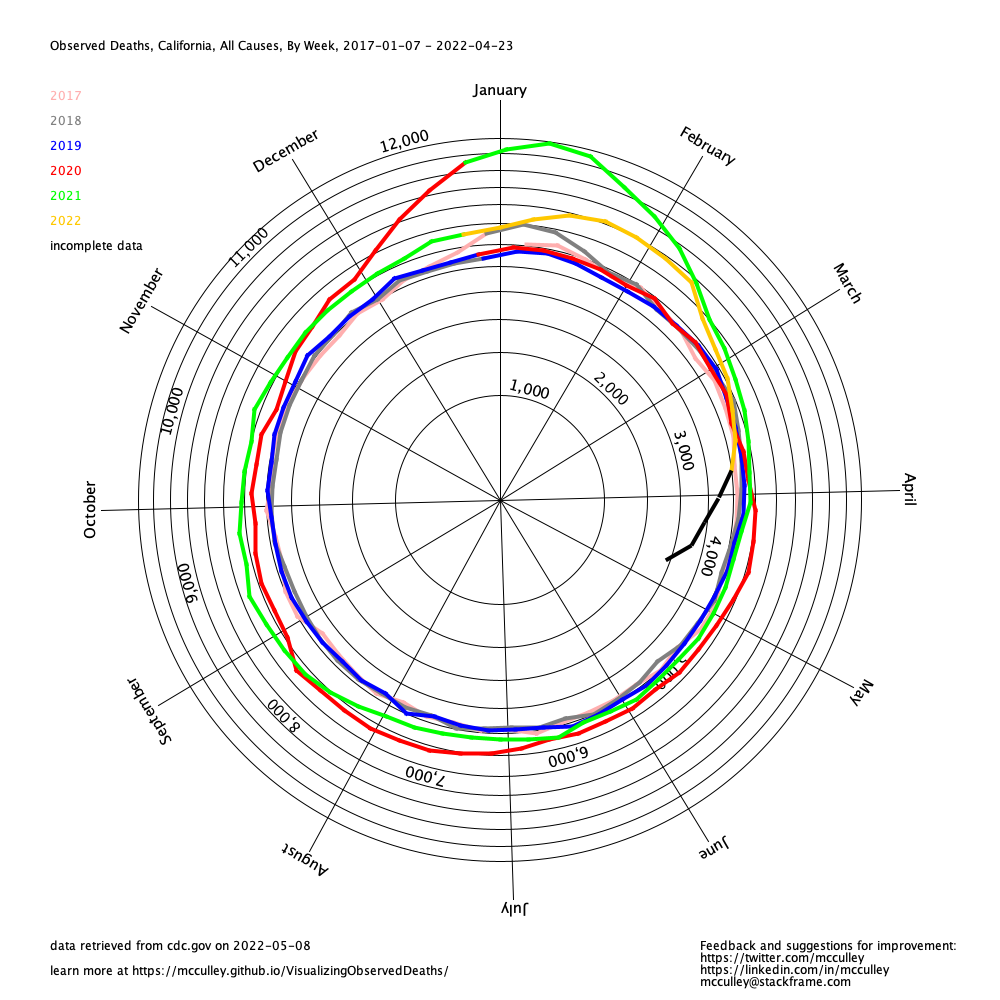 Observed Deaths, California, All Causes, By Week, 2017-01-07 - 2022-04-23
2017
2018
2019
2020
2021
2022
incomplete data
January
February
March
April
May
June
July
August
September
October
November
December
1,000
2,000
3,000
4,000
6,000
7,000
8,000
9,000
10,000
11,000
12,000
data retrieved from cdc.gov on 2022-05-08
learn more at https://mcculley.github.io/VisualizingObservedDeaths/
Feedback and suggestions for improvement:
https://twitter.com/mcculley
https://linkedin.com/in/mcculley
mcculley@stackframe.com